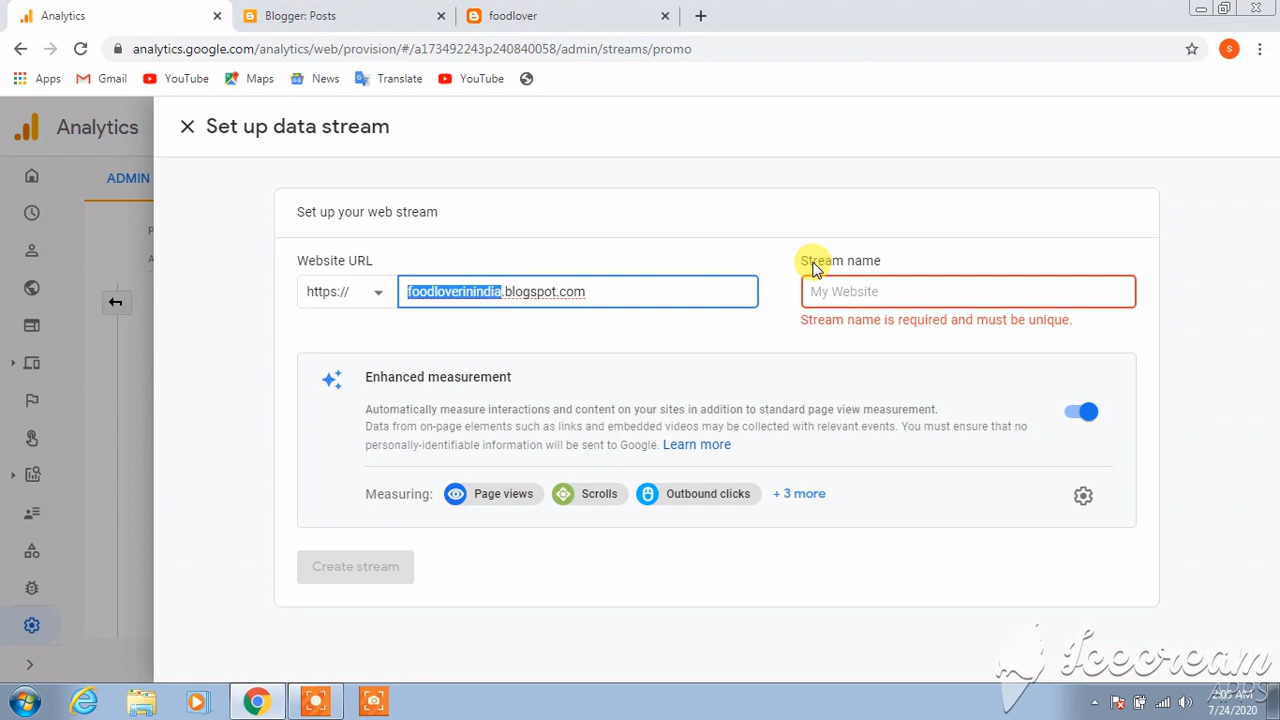 Analytics
Blogger: Posts
foodlover
analytics.google.com/analytics/web/provision/#/a173492243p240840058/admin/streams/promo
S
Apps
Gmail
YouTube
Maps
News
Translate
YouTube
Analytics
Set up data stream
ADMIN
Set up your web stream
Website URL
Stream name
https://
foodloverinindia.blogspot.com
My Website
Stream name is required and must be unique.
Enhanced measurement
Automatically measure interactions and content on your sites in addition to standard page view measurement.
Data from on-page elements such as links and embedded videos may be collected with relevant events. You must ensure that no
personally-identifiable information will be sent to Google. Learn more
Measuring:
Page views
Scrolls
Outbound clicks
+ 3 more
Create stream
Icecream
APPS
7/24/2020